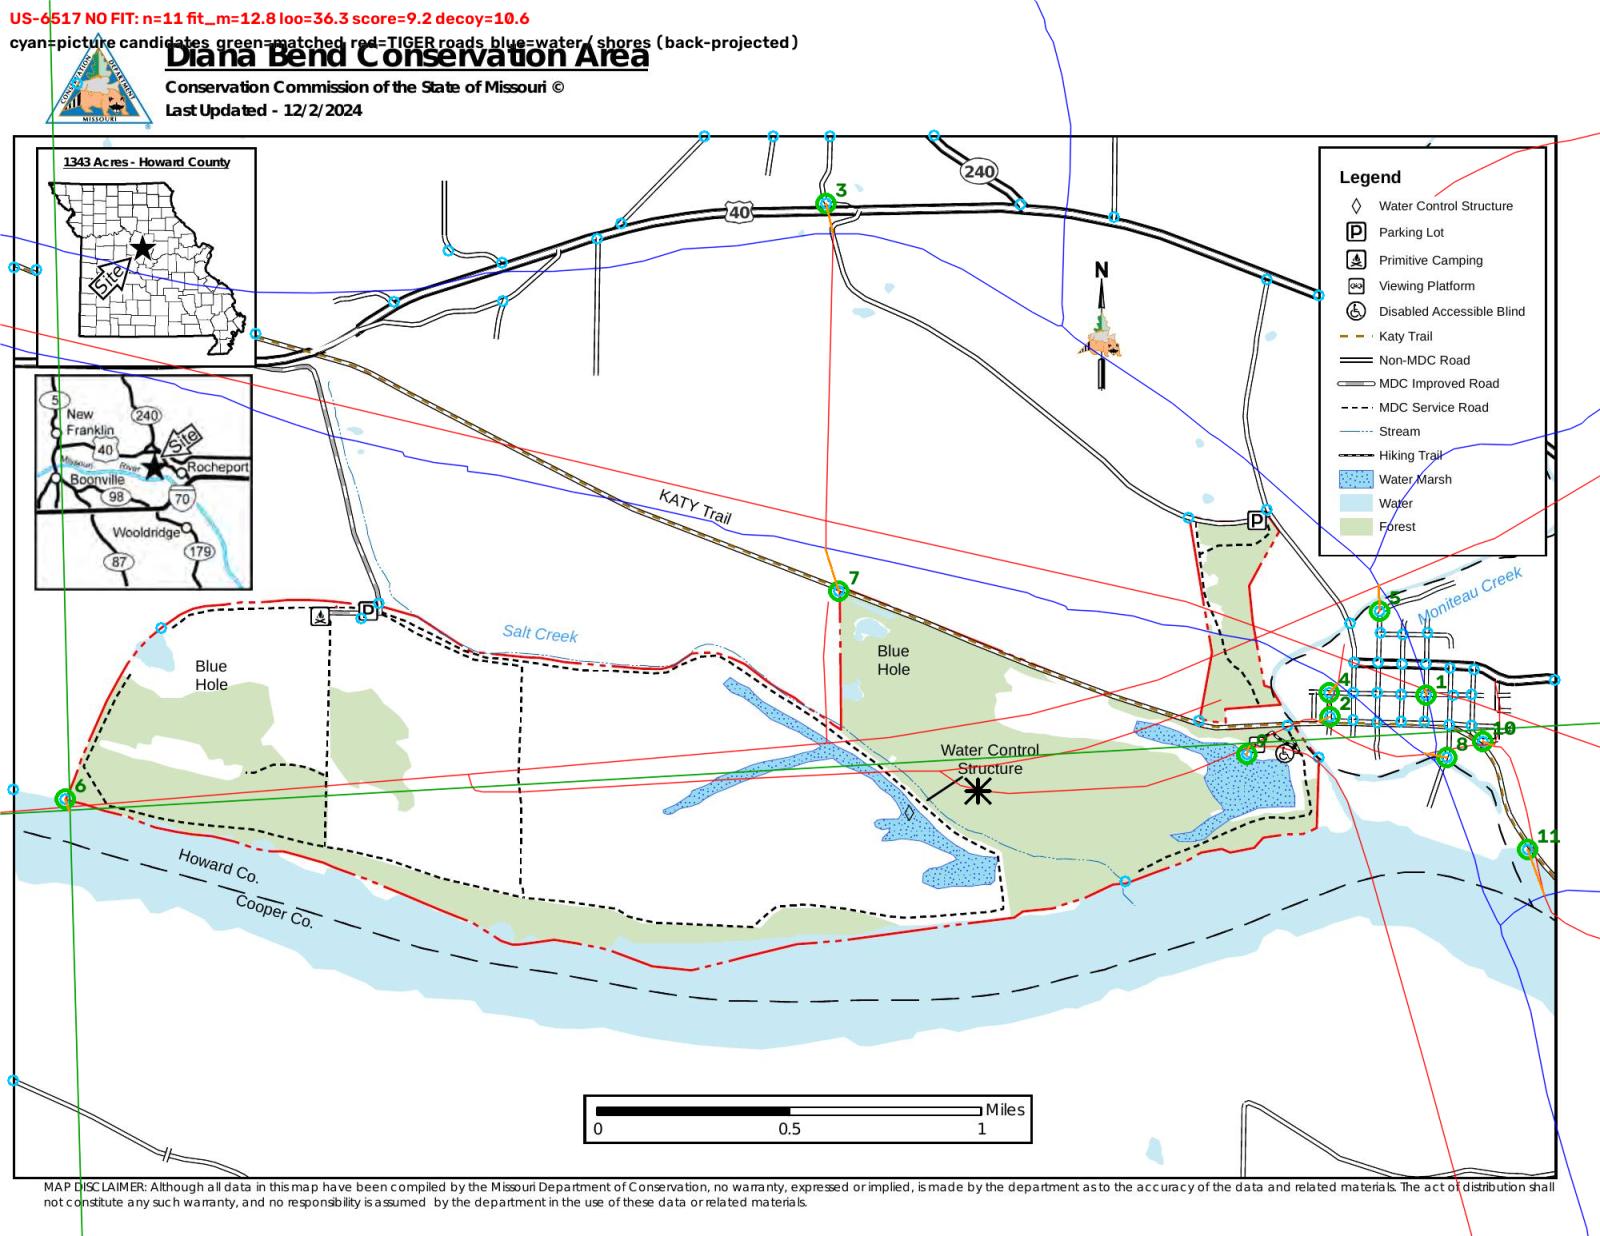 US-6517 NO FIT: n=11 fit_m=12.8 loo=36.3 score=9.2 decoy=10.6
cyan=picture candidates green=matched red=TIGER roads blue=water / shores (back-projected)
Diana Bend Conservation Area
Conservation Commission of the State of Missouri ©
Last Updated - 12/2/2024
CONSERVATION DEPARTMENT
MISSOURI
1343 Acres - Howard County
Site
5
New
Franklin
240
Site
40
Missouri River
Rocheport
Boonville
98
70
Wooldridge
87
179
240
3
40
N
Legend
Water Control Structure
P Parking Lot
Primitive Camping
Viewing Platform
Disabled Accessible Blind
Katy Trail
Non-MDC Road
MDC Improved Road
MDC Service Road
Stream
Hiking Trail
Water Marsh
Water
Forest
KATY Trail
P
7
5
Moniteau Creek
P
Salt Creek
Blue
Hole
Blue
Hole
4
1
2
10
8
9
Water Control
Structure
6
11
Howard Co.
Cooper Co.
Miles
0 0.5 1
MAP DISCLAIMER: Although all data in this map have been compiled by the Missouri Department of Conservation, no warranty, expressed or implied, is made by the department as to the accuracy of the data and related materials. The act of distribution shall
not constitute any such warranty, and no responsibility is assumed by the department in the use of these data or related materials.